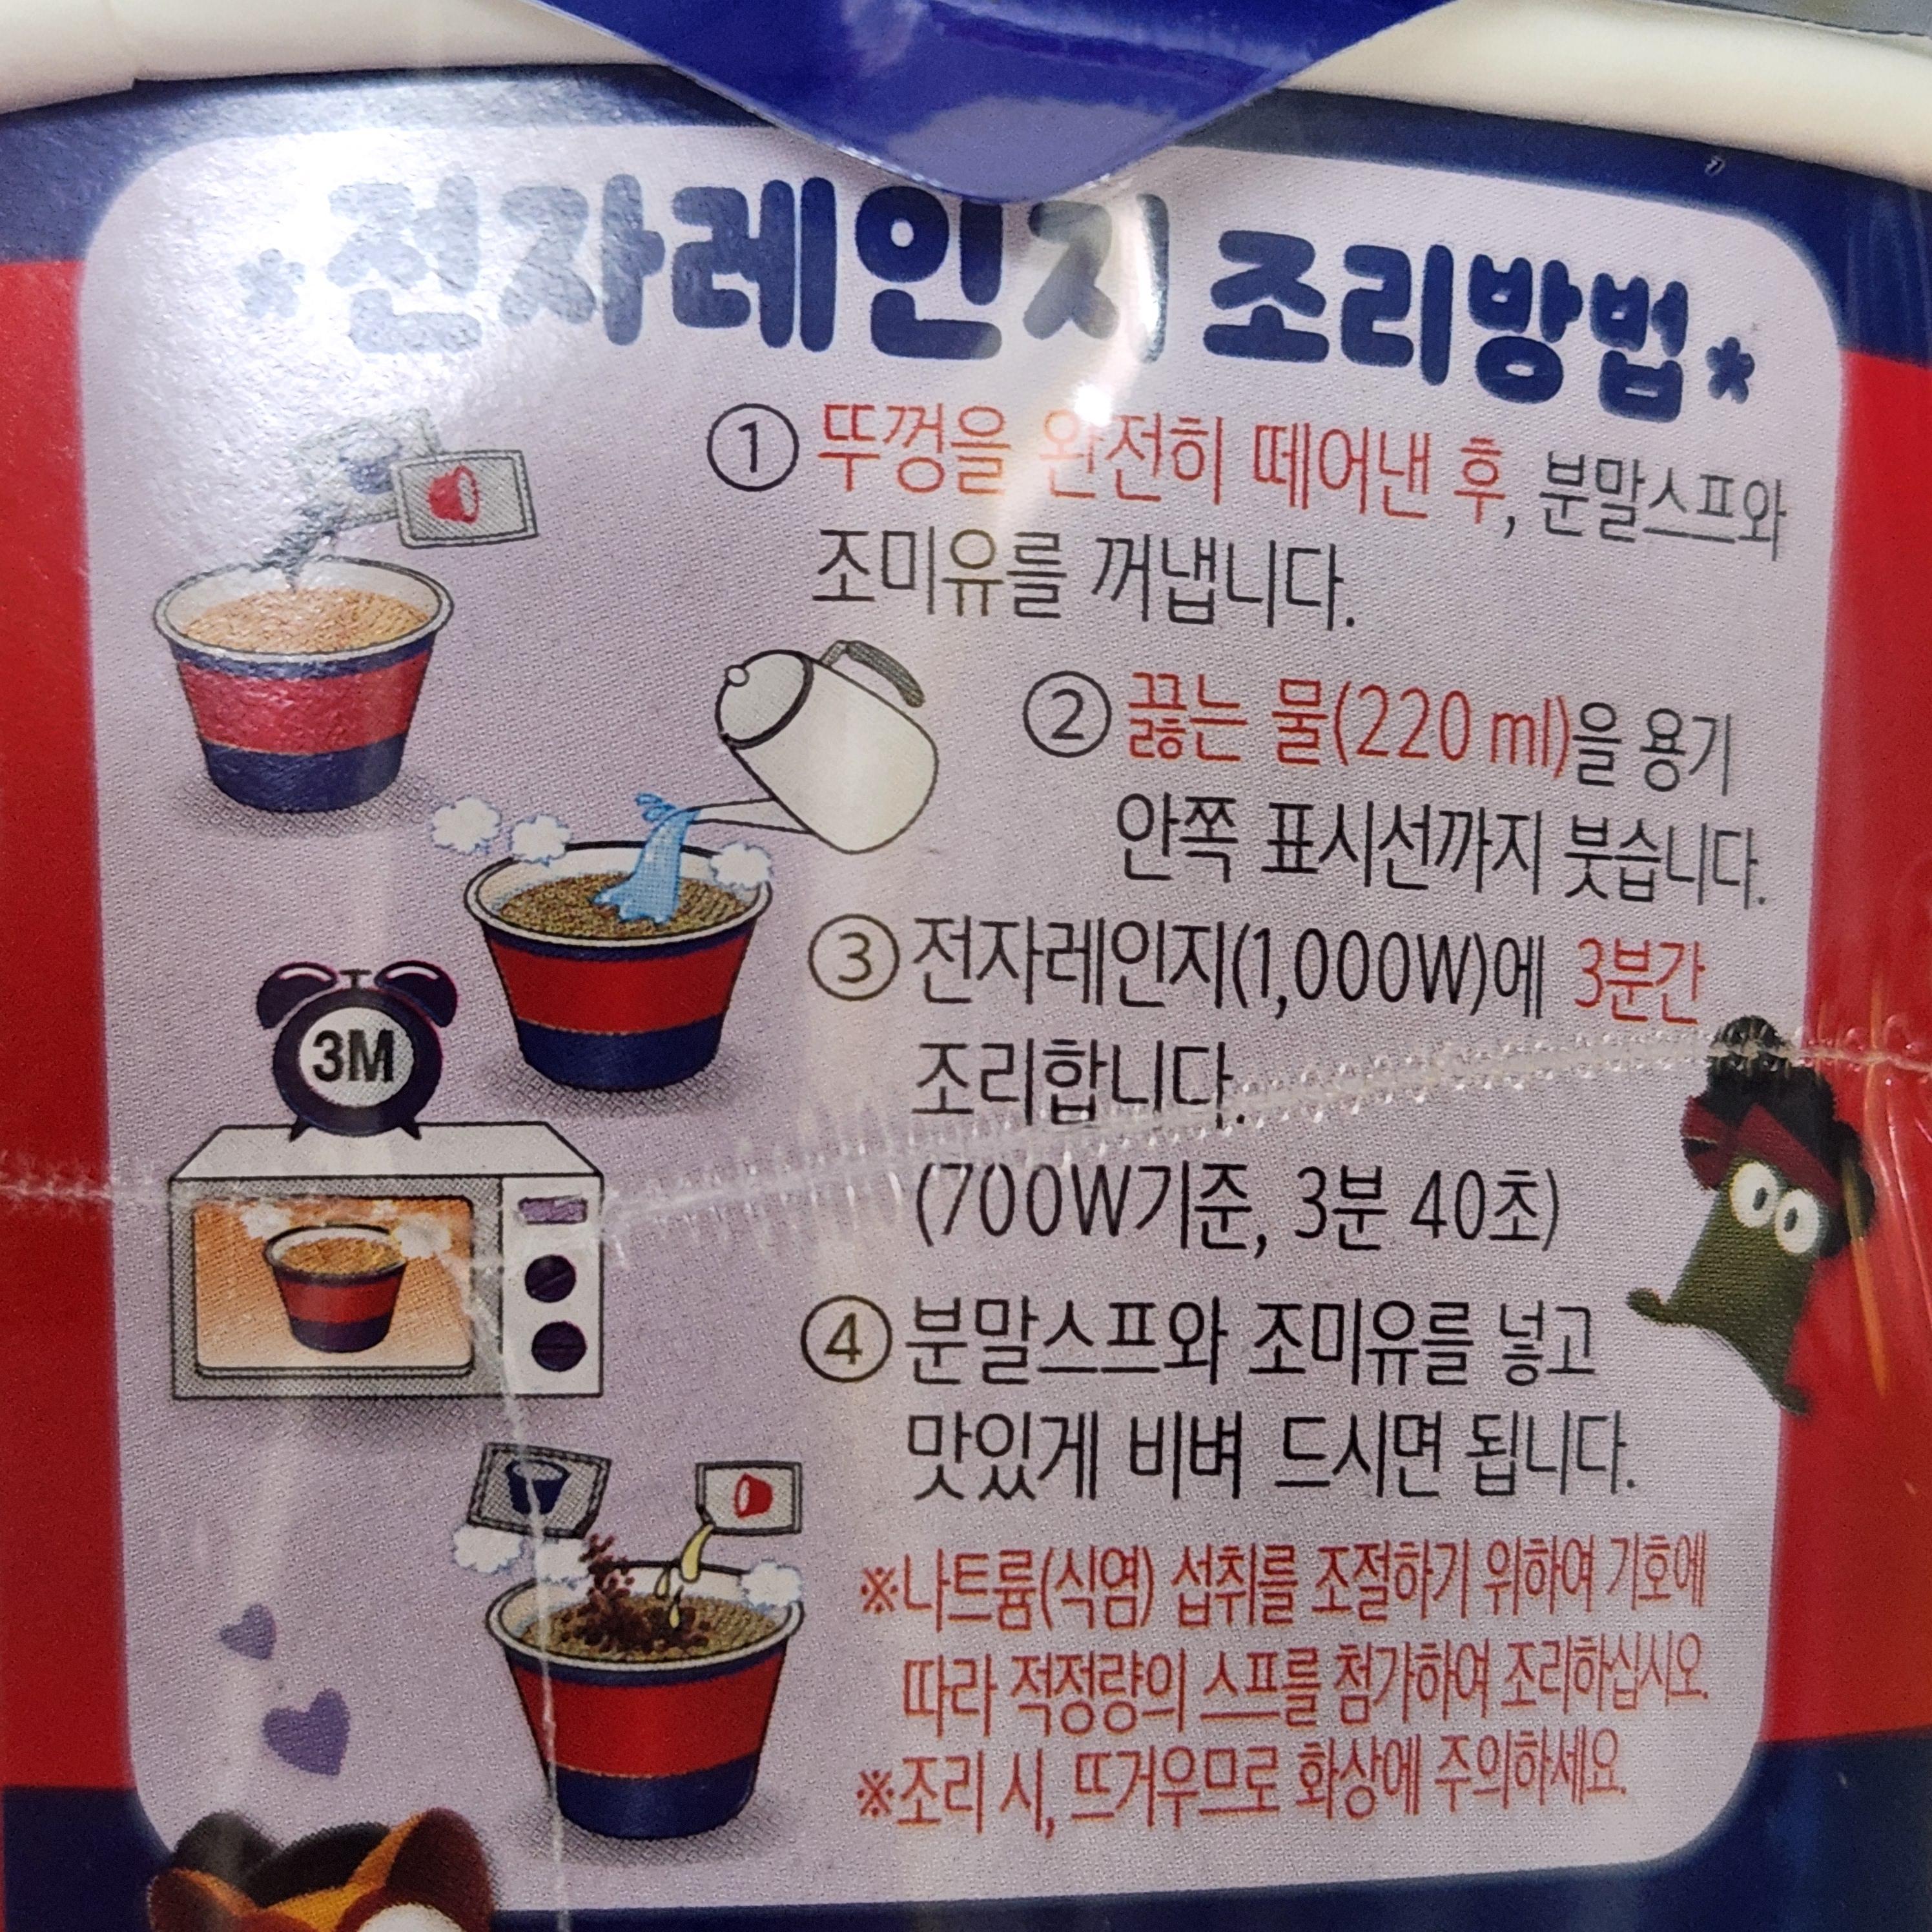 *전자레인지 조리방법*
① 뚜껑을 완전히 떼어낸 후, 분말스프와
조미유를 꺼냅니다.
② 끓는 물(220 ml)을 용기
안쪽 표시선까지 붓습니다.
③ 전자레인지(1,000W)에 3분간
3M
조리합니다.
(700W기준, 3분 40초)
④ 분말스프와 조미유를 넣고
맛있게 비벼 드시면 됩니다.
※나트륨(식염) 섭취를 조절하기 위하여 기호에
따라 적정량의 스프를 첨가하여 조리하십시오.
※조리 시, 뜨거우므로 화상에 주의하세요.